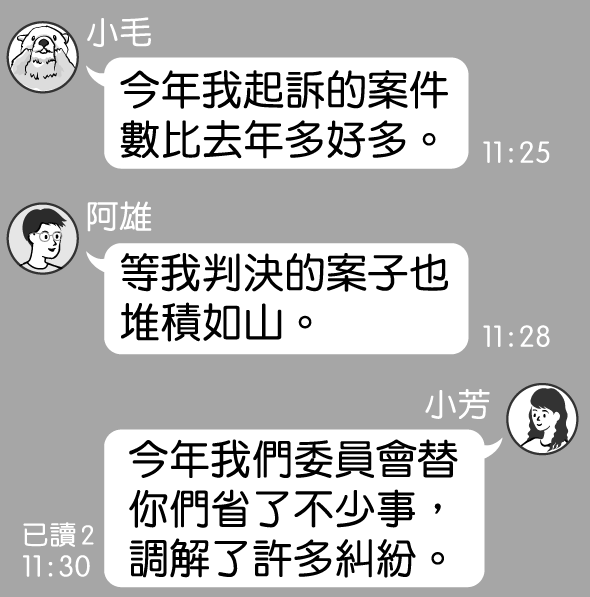 小毛
今年我起訴的案件
數比去年多好多。
11:25
阿雄
等我判決的案子也
堆積如山。
11:28
小芳
今年我們委員會替
你們省了不少事，
調解了許多糾紛。
已讀2
11:30